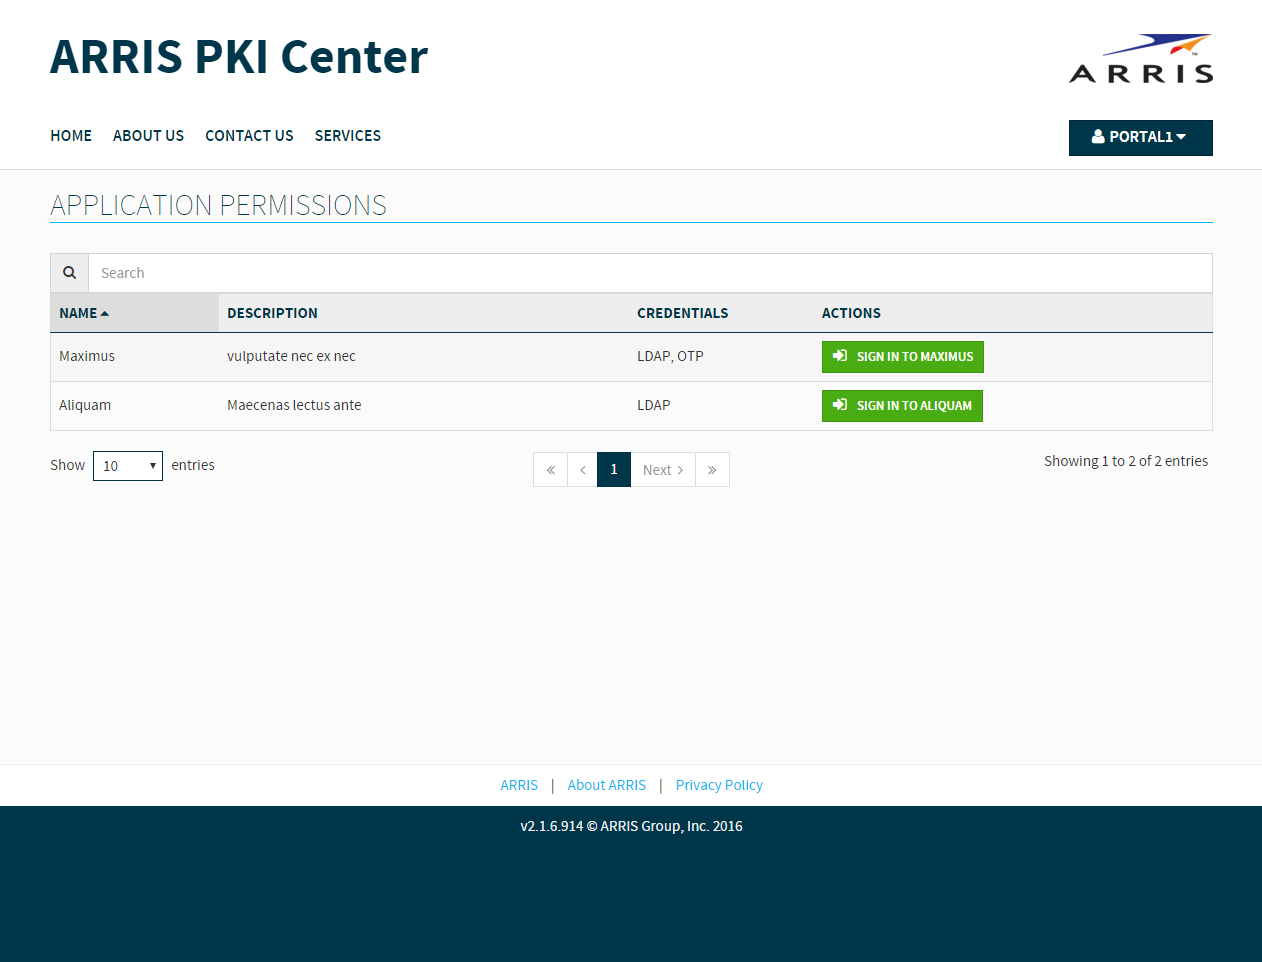 ARRIS PKI Center
ARRIS™
HOME ABOUT US CONTACT US SERVICES
PORTAL1
APPLICATION PERMISSIONS
Search
NAME DESCRIPTION CREDENTIALS ACTIONS
Maximus vulputate nec ex nec LDAP, OTP SIGN IN TO MAXIMUS
Aliquam Maecenas lectus ante LDAP SIGN IN TO ALIQUAM
Show 10 entries « ‹ 1 Next › » Showing 1 to 2 of 2 entries
ARRIS | About ARRIS | Privacy Policy
v2.1.6.914 © ARRIS Group, Inc. 2016